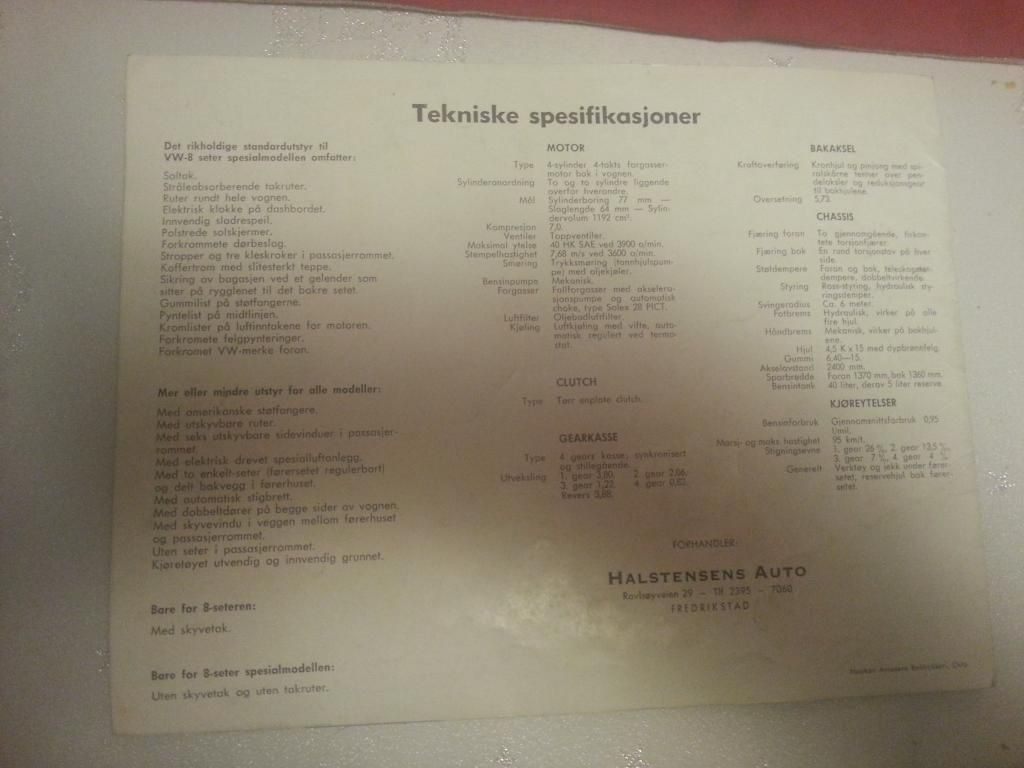 Tekniske spesifikasjoner
Det rikholdige standardutstyr til
VW-8 seter spesialmodellen omfatter:
Soltak.
Stråleabsorberende takruter.
Ruter rundt hele vognen.
Elektrisk klokke på dashbordet.
Innvendig sladrespeil.
Polstrede solskjermer.
Forkrommete dørbeslag.
Stropper og tre kleskroker i passasjerrommet.
Koffertrom med slitesterkt teppe.
Sikring av bagasjen ved et gelender som
sitter på rygglenet til det bakre setet.
Gummilist på støtfangerne.
Pyntelist på midtlinjen.
Kromlister på luftinntakene for motoren.
Forkromete felgpynteringer.
Forkromet VW-merke foran.
Mer eller mindre utstyr for alle modeller:
Med amerikanske støtfangere.
Med utskyvbare ruter.
Med seks utskyvbare sidevinduer i passasjer-
rommet.
Med elektrisk drevet spesialluftanlegg.
Med to enkelt-seter (førersetet regulerbart)
og delt bakvegg i førerhuset.
Med automatisk stigbrett.
Med dobbeltdører på begge sider av vognen.
Med skyvevindu i veggen mellom førerhuset
og passasjerrommet.
Uten seter i passasjerrommet.
Kjøretøyet utvendig og innvendig grunnet.
Bare for 8-seteren:
Med skyvetak.
Bare for 8-seter spesialmodellen:
Uten skyvetak og uten takruter.
MOTOR
Type 4-sylinder 4-takts forgasser-
motor bak i vognen.
Sylinderanordning To og to sylindre liggende
overfor hverandre.
Mål Sylinderboring 77 mm —
Slaglengde 64 mm — Sylin-
dervolum 1192 cm³.
Kompresjon 7,0.
Ventiler Toppventiler.
Maksimal ytelse 40 HK SAE ved 3900 o/min.
Stempelhastighet 7,68 m/s ved 3600 o/min.
Smøring Trykksmøring (tannhjulspum-
pe) med oljekjøler.
Bensinpumpe Mekanisk.
Forgasser Fallforgasser med aksellera-
sjonspumpe og automatisk
choke, type Solex 28 PICT.
Luftfilter Oljebadluftfilter.
Kjøling Luftkjøling med vifte, auto-
matisk regulert ved termo-
stat.
CLUTCH
Type Tørr enplate clutch.
GEARKASSE
Type 4 gears kasse, synkronisert
og stillegående.
Utveksling 1. gear 3,80. 2. gear 2,06.
3. gear 1,22. 4. gear 0,82.
Revers 3,88.
BAKAKSEL
Kraftoverføring Kronhjul og pinjong med spi-
ralskårne tenner over pen-
delaksler og reduksjonsgear
til bakhjulene.
Oversetning 5,73.
CHASSIS
Fjæring foran To gjennomgående, firkan-
tete torsjonfjærer.
Fjæring bak En rund torsjonstav på hver
side.
Støtdempere Foran og bak, teleskopstøt-
dempere, dobbeltvirkende.
Styring Ross-styring, hydraulisk sty-
ringsdemper.
Svingeradius Ca. 6 meter.
Fotbrems Hydraulisk, virker på alle
fire hjul.
Håndbrems Mekanisk, virker på bakhjul-
ene.
Hjul 4,5 K x 15 med dypbrønnfelg.
Gummi 6,40—15.
Akselavstand 2400 mm.
Sporbredde Foran 1370 mm, bak 1360 mm.
Bensintank 40 liter, derav 5 liter reserve.
KJØREYTELSER
Bensinforbruk Gjennomsnittsforbruk 0,95
l/mil.
Marsj- og maks. hastighet 95 km/t.
Stigningsevne 1. gear 26 %, 2. gear 13,5 %,
3. gear 7 %, 4. gear 4 %
Generelt Verktøy og jekk under fører-
setet, reservehjul bak fører-
setet.
FORHANDLER:
HALSTENSENS AUTO
Ravlsøyveien 29 – Tlf 2395 – 7060
FREDRIKSTAD
Oslo